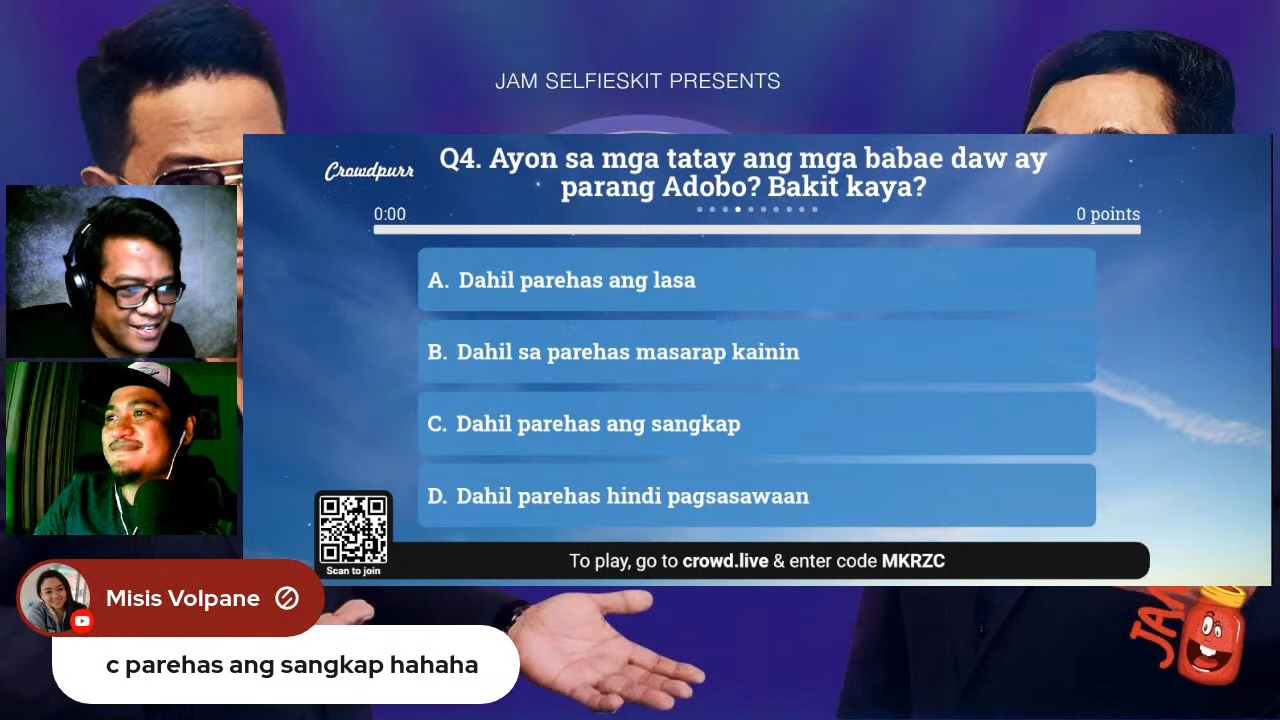 JAM SELFIESKIT PRESENTS
Crowdpurr
Q4. Ayon sa mga tatay ang mga babae daw ay
parang Adobo? Bakit kaya?
0:00
0 points
A. Dahil parehas ang lasa
B. Dahil sa parehas masarap kainin
C. Dahil parehas ang sangkap
D. Dahil parehas hindi pagsasawaan
Scan to join
To play, go to crowd.live & enter code MKRZC
Misis Volpane
c parehas ang sangkap hahaha
JAM